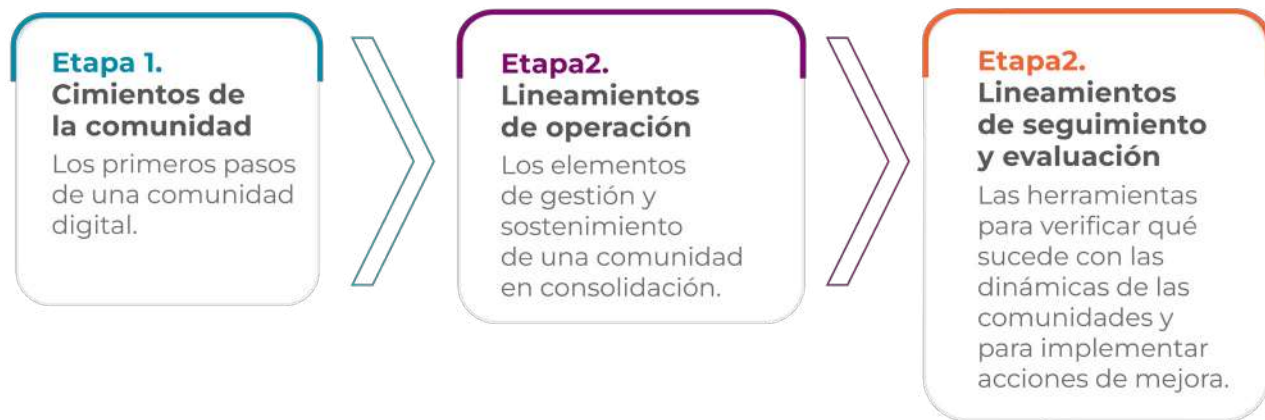 Etapa 1.
Cimientos de
la comunidad
Los primeros pasos
de una comunidad
digital.
Etapa2.
Lineamientos
de operación
Los elementos
de gestión y
sostenimiento
de una comunidad
en consolidación.
Etapa2.
Lineamientos
de seguimiento
y evaluación
Las herramientas
para verificar qué
sucede con las
dinámicas de las
comunidades y
para implementar
acciones de mejora.